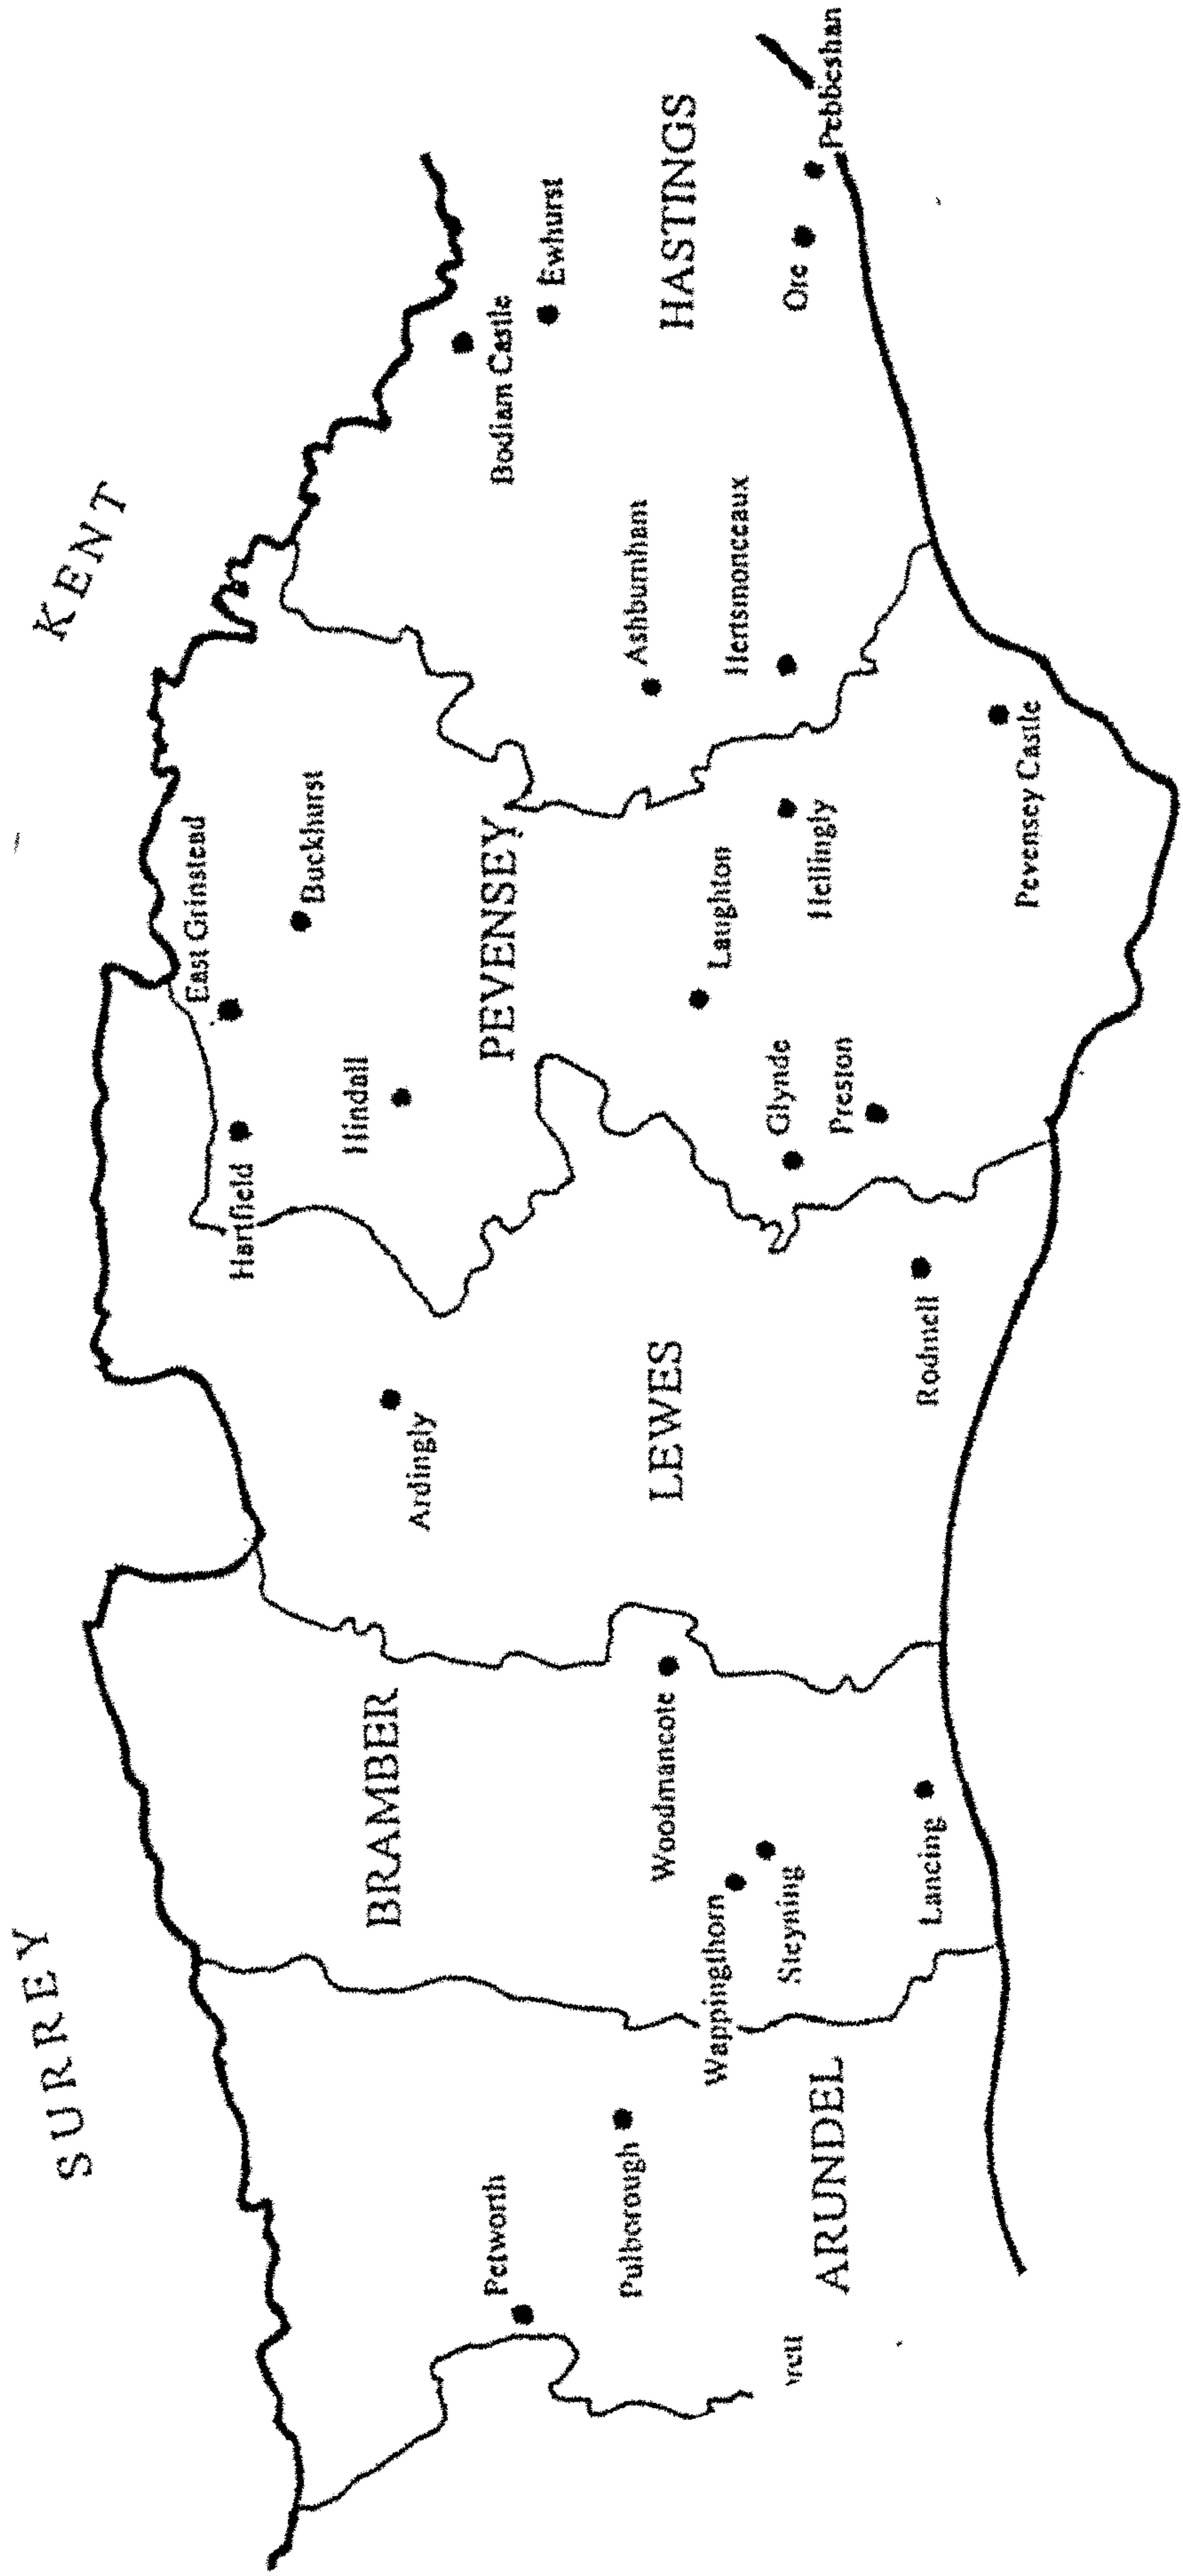 SURREY
KENT
East Grinstead
Hartfield
Buckhurst
Hindall
Ardingly
BRAMBER
PEVENSEY
Bodiam Castle
Ewhurst
Petworth
Pulborough
Woodmancote
LEWES
Ashburnham
HASTINGS
Wappingthorn
Laughton
Hertsmonceaux
Steyning
Glynde
Hellingly
Ore
Pebbeshan
ARUNDEL
Preston
Lancing
Rodmell
Pevensey Castle